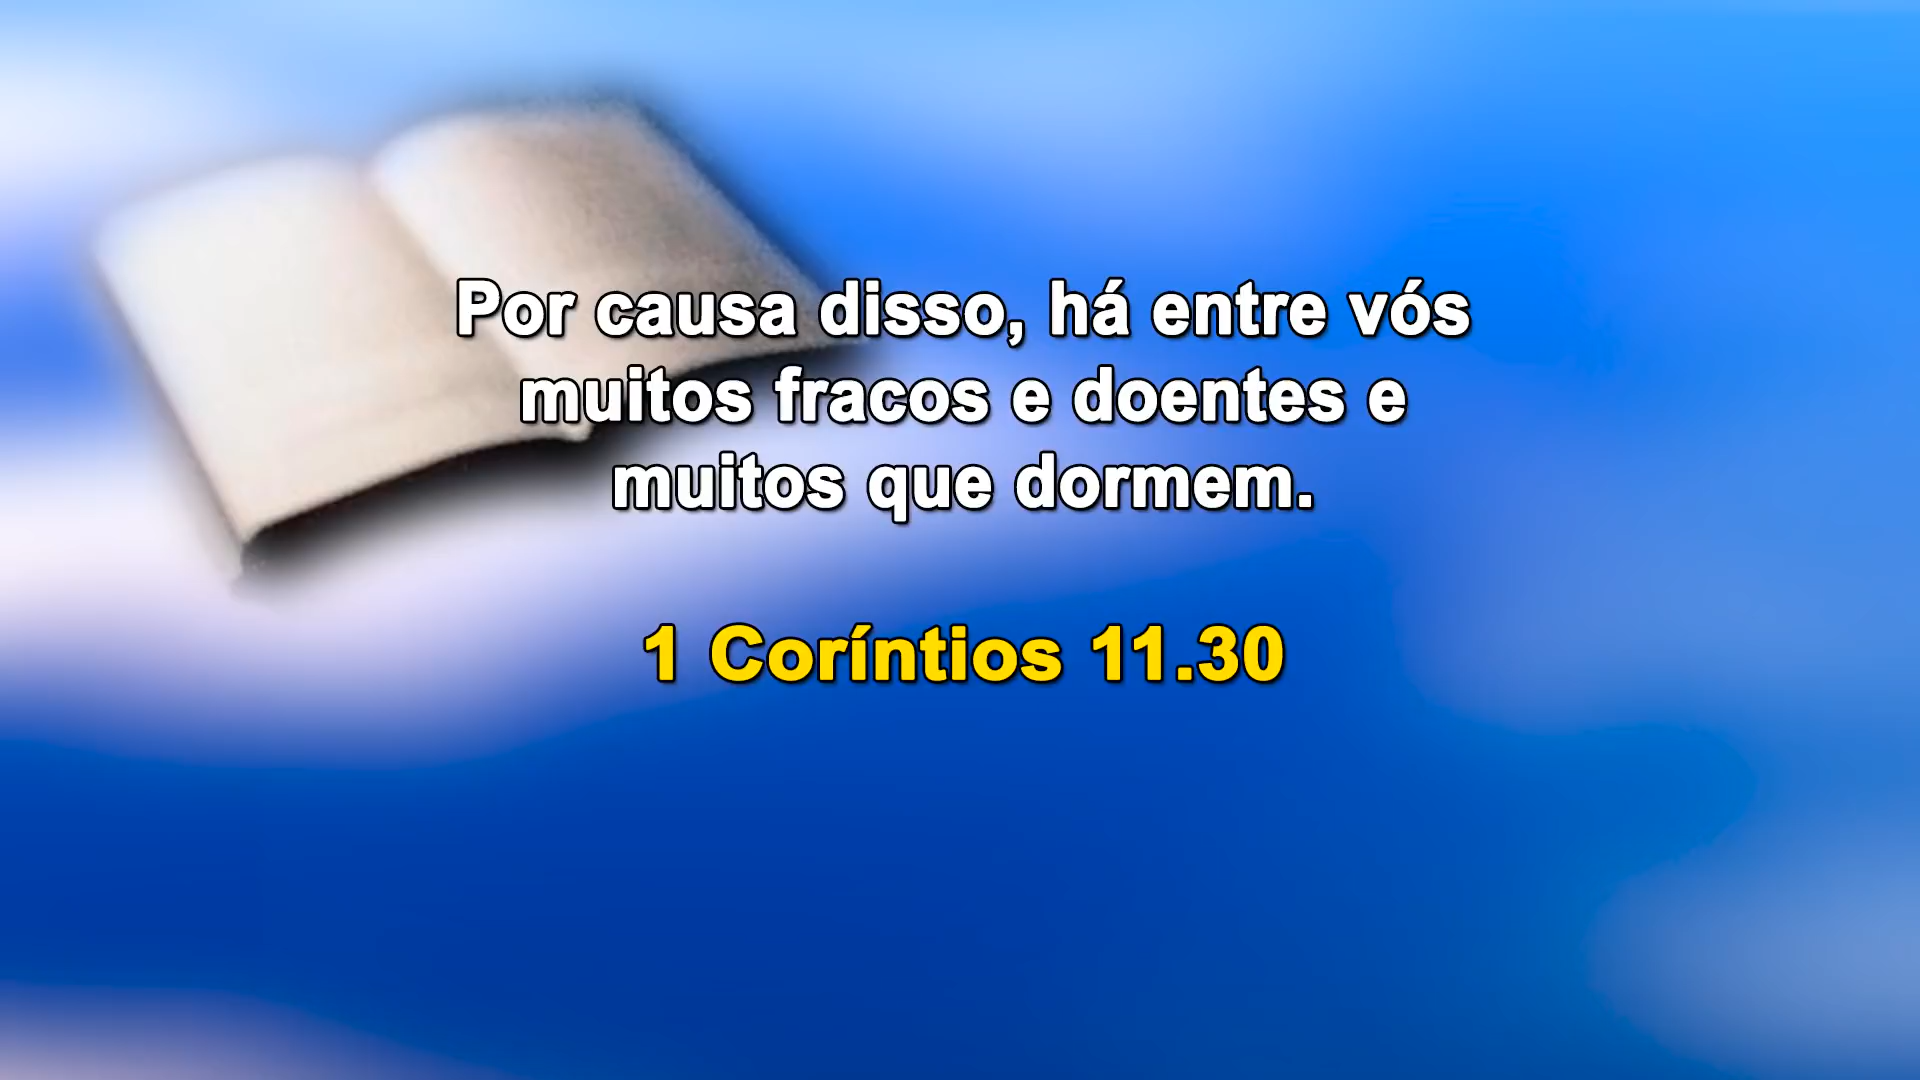 Por causa disso, há entre vós
muitos fracos e doentes e
muitos que dormem.
1 Coríntios 11.30